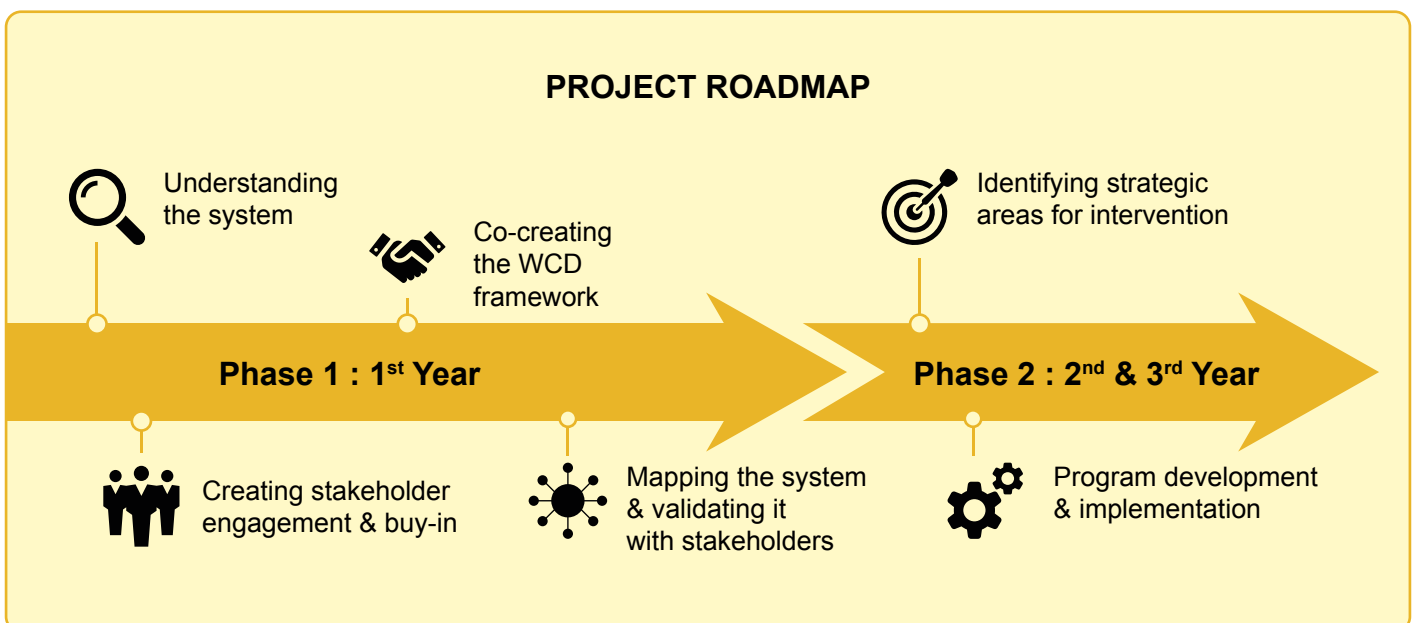 PROJECT ROADMAP
Understanding
the system
Co-creating
the WCD
framework
Identifying strategic
areas for intervention
Phase 1 : 1st Year
Phase 2 : 2nd & 3rd Year
Creating stakeholder
engagement & buy-in
Mapping the system
& validating it
with stakeholders
Program development
& implementation